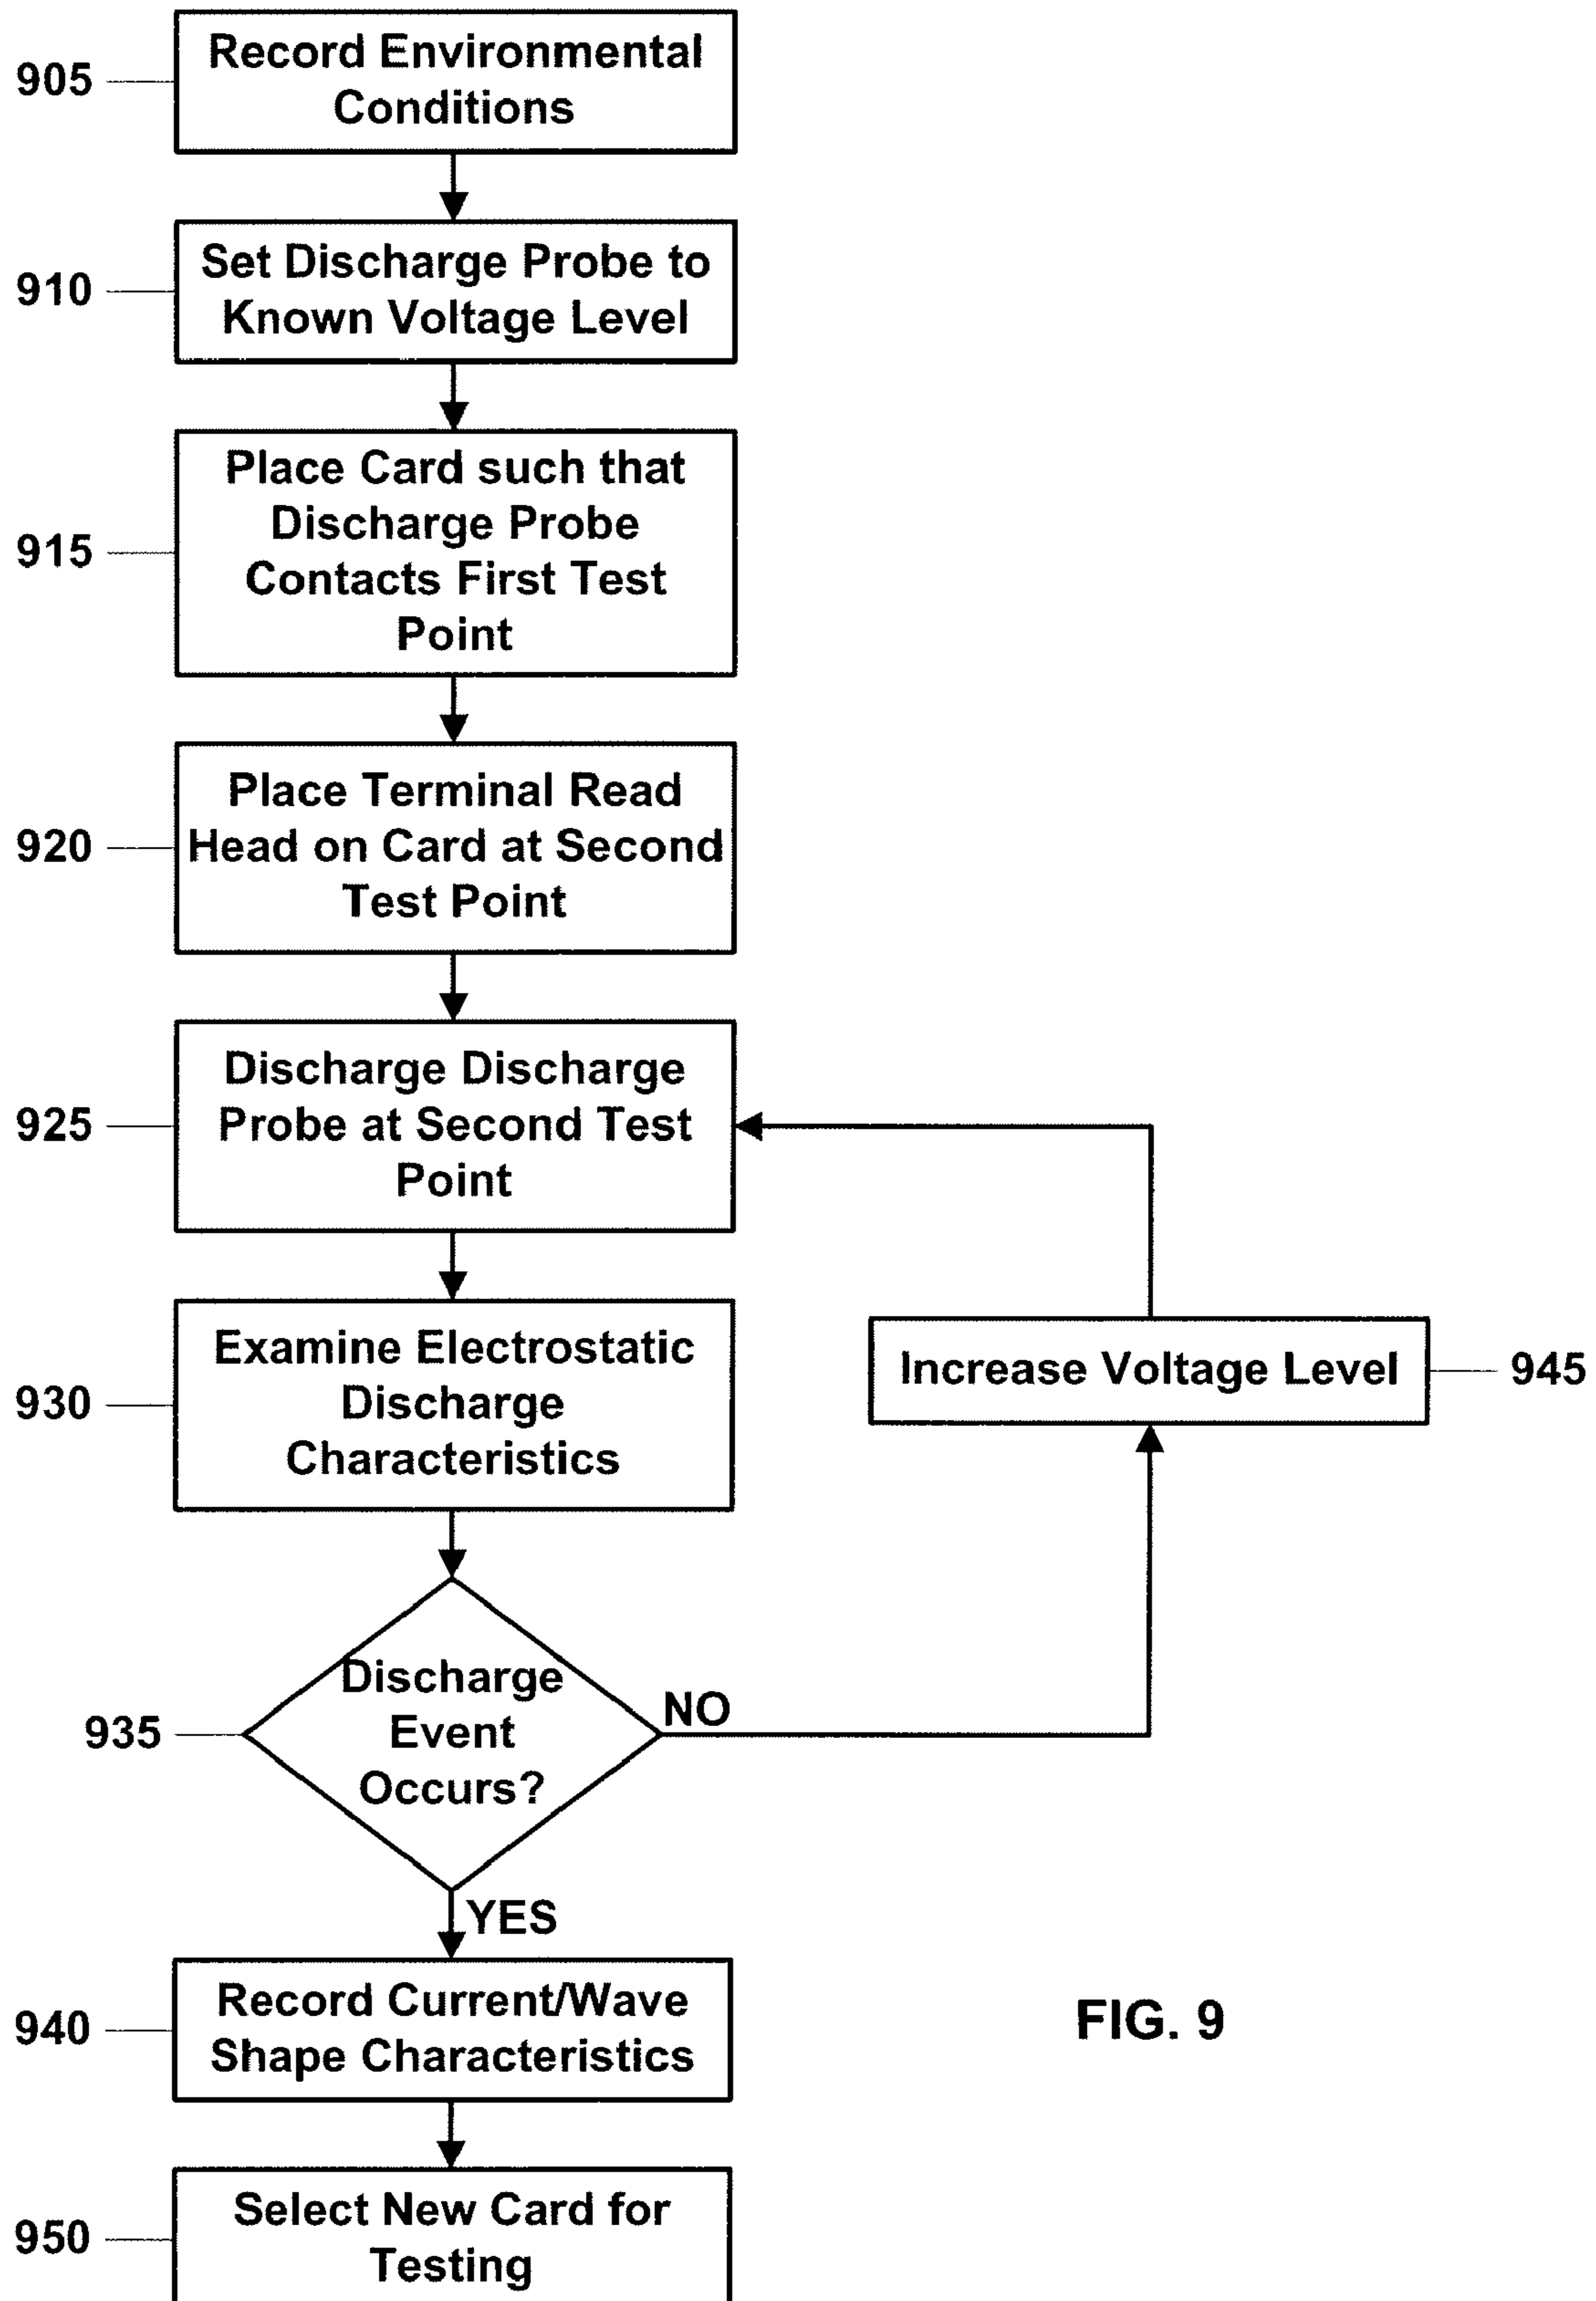 905
Record Environmental
Conditions
910
Set Discharge Probe to
Known Voltage Level
915
Place Card such that
Discharge Probe
Contacts First Test
Point
920
Place Terminal Read
Head on Card at Second
Test Point
925
Discharge Discharge
Probe at Second Test
Point
930
Examine Electrostatic
Discharge
Characteristics
Increase Voltage Level
945
935
Discharge
Event
Occurs?
NO
YES
940
Record Current/Wave
Shape Characteristics
FIG. 9
950
Select New Card for
Testing